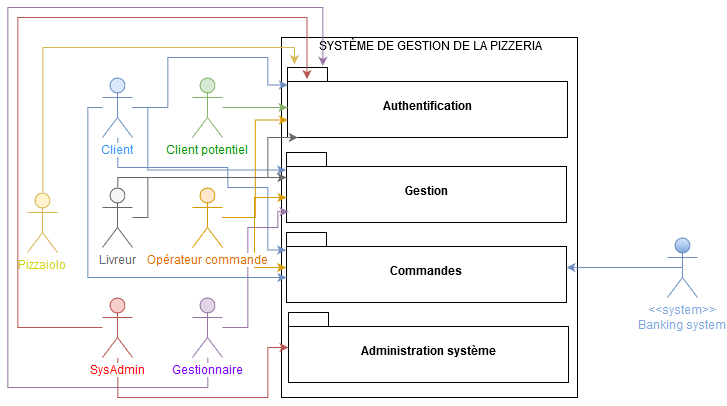 SYSTÈME DE GESTION DE LA PIZZERIA
Authentification
Client
Client potentiel
Gestion
Pizzaiolo
Livreur
Opérateur commande
Commandes
<<system>>
Banking system
Administration système
SysAdmin
Gestionnaire